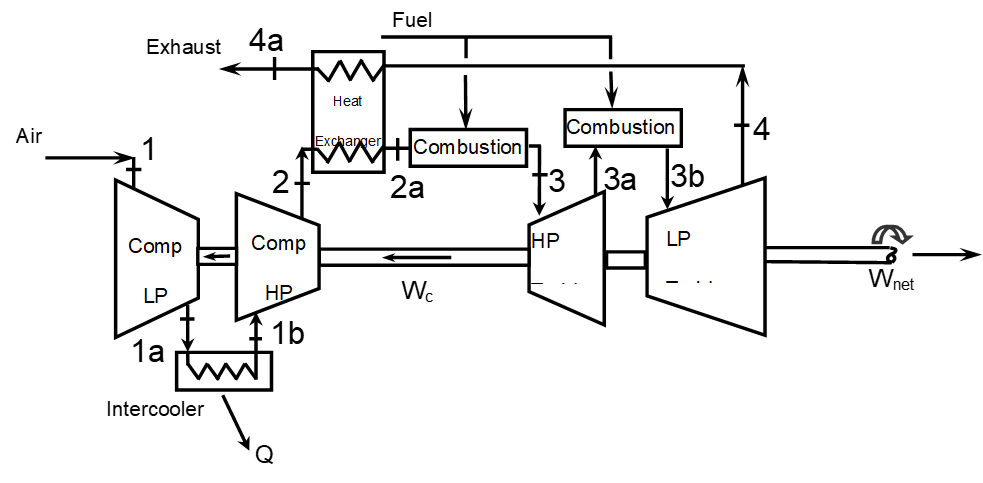 Fuel
4a
Exhaust
Heat
Exchanger
Air
1
2
2a
Combustion
3
Combustion
3a
3b
4
Comp
LP
Comp
HP
HP
LP
Wc
Wnet
1a
1b
Intercooler
Q